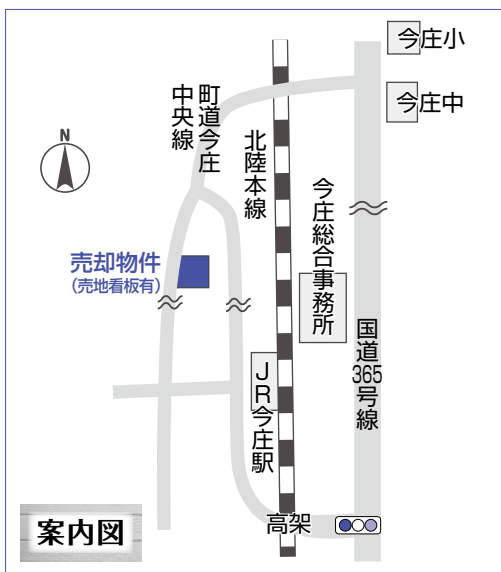 今庄小
今庄中
町道今庄
中央線
北陸本線
N
今庄総合事務所
売却物件
(売地看板有)
国道365号線
JR今庄駅
高架
案内図